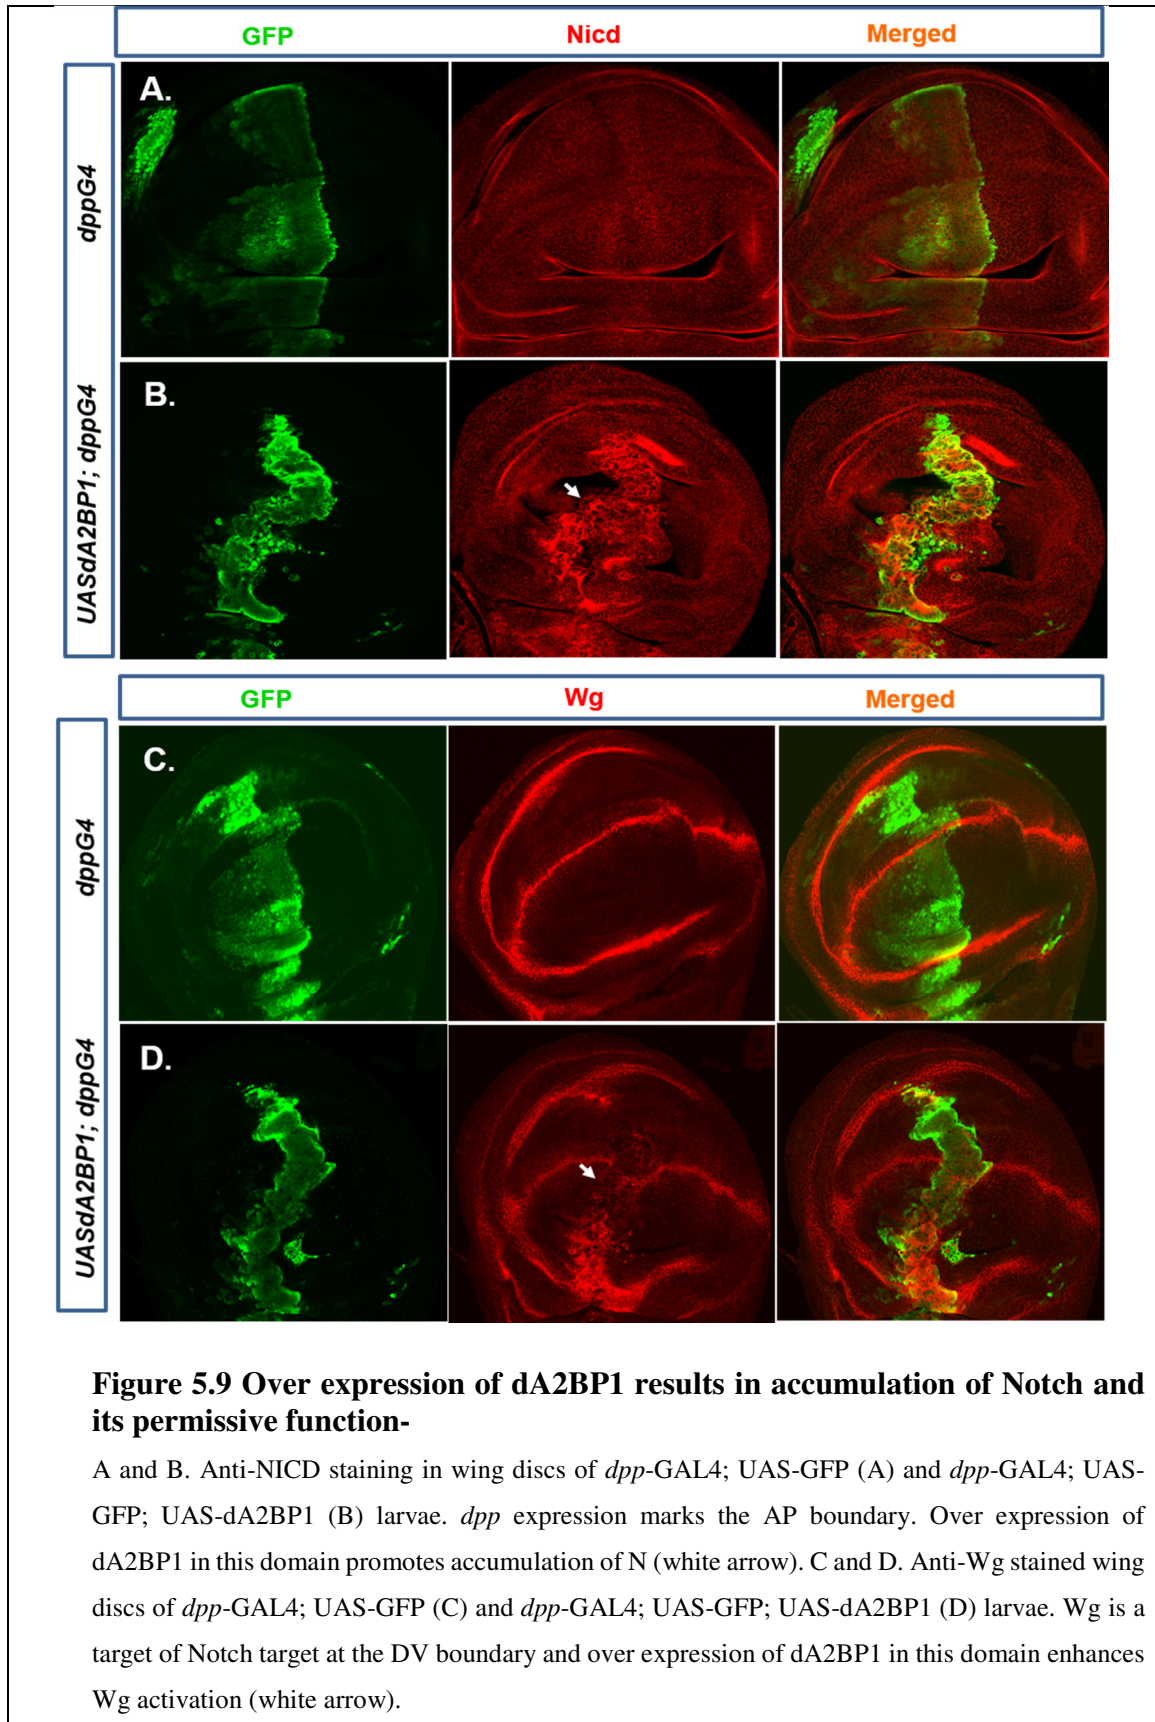 GFP Nicd Merged
A.
dppG4
B.
UASdA2BP1; dppG4
GFP Wg Merged
C.
dppG4
D.
UASdA2BP1; dppG4
Figure 5.9 Over expression of dA2BP1 results in accumulation of Notch and
its permissive function-
A and B. Anti-NICD staining in wing discs of dpp-GAL4; UAS-GFP (A) and dpp-GAL4; UAS-
GFP; UAS-dA2BP1 (B) larvae. dpp expression marks the AP boundary. Over expression of
dA2BP1 in this domain promotes accumulation of N (white arrow). C and D. Anti-Wg stained wing
discs of dpp-GAL4; UAS-GFP (C) and dpp-GAL4; UAS-GFP; UAS-dA2BP1 (D) larvae. Wg is a
target of Notch target at the DV boundary and over expression of dA2BP1 in this domain enhances
Wg activation (white arrow).